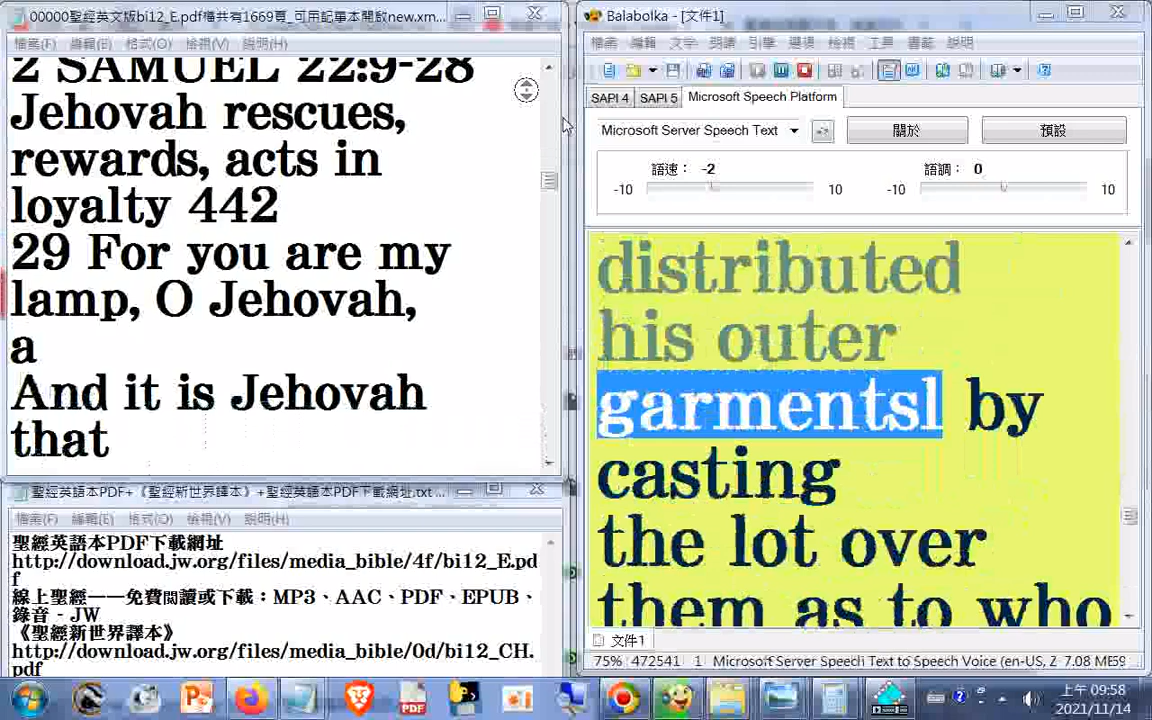 00000聖經英文版bi12_E.pdf檔共有1669頁_可用記事本開啟new.xm...
檔案(F) 編輯(E) 格式(O) 檢視(V) 說明(H)
2 SAMUEL 22:9-28
Jehovah rescues,
rewards, acts in
loyalty 442
29 For you are my
lamp, O Jehovah,
a
And it is Jehovah
that
聖經英語本PDF+《聖經新世界譯本》+聖經英語本PDF下載網址.txt ...
檔案(F) 編輯(E) 格式(O) 檢視(V) 說明(H)
聖經英語本PDF下載網址
http://download.jw.org/files/media_bible/4f/bi12_E.pd
f
線上聖經——免費閱讀或下載：MP3、AAC、PDF、EPUB、
錄音 - JW
《聖經新世界譯本》
http://download.jw.org/files/media_bible/0d/bi12_CH.
pdf
Balabolka - [文件1]
檔案 編輯 文字 朗讀 引擎 選項 檢視 工具 書籤 說明
SAPI 4 SAPI 5 Microsoft Speech Platform
Microsoft Server Speech Text 關於 預設
語速： -2 語調： 0
-10 10 -10 10
distributed
his outer
garmentsl by
casting
the lot over
them as to who
文件1
75% 472541 1 Microsoft Server Speech Text to Speech Voice (en-US, Z 7.08 ME59
PDF
上午 09:58
2021/11/14